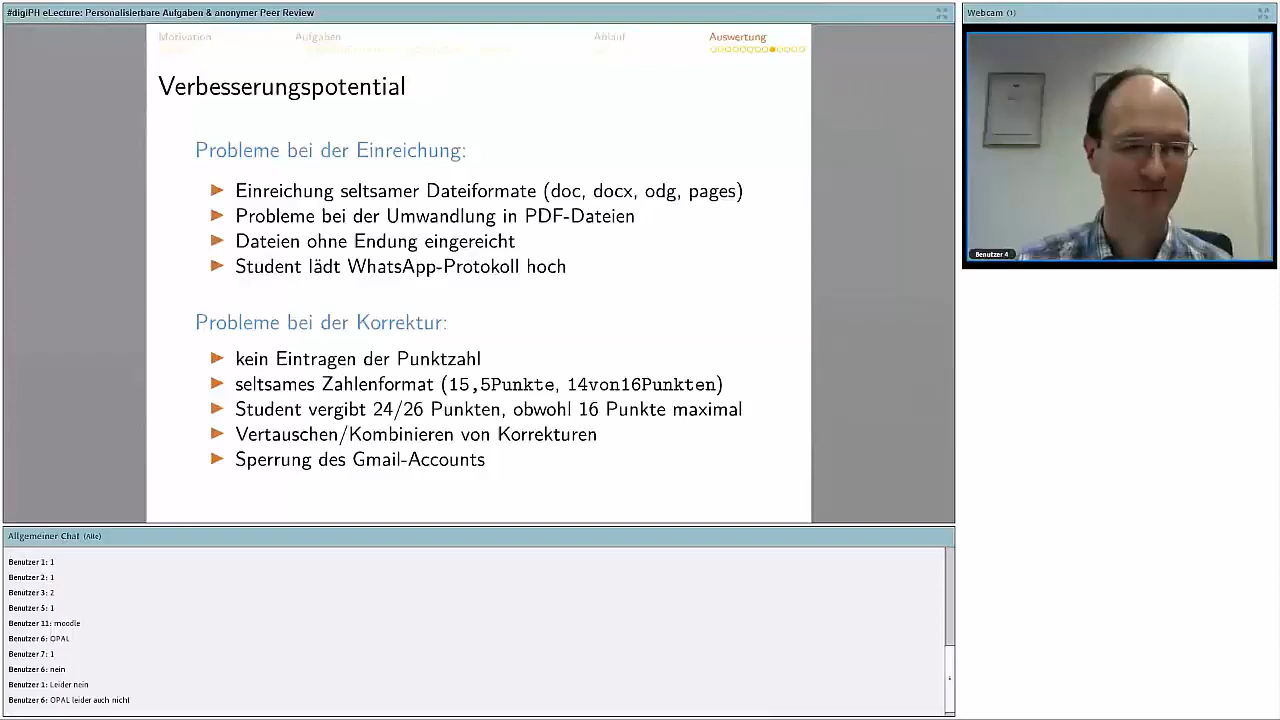 #digiPH eLecture: Personalisierbare Aufgaben & anonymer Peer Review
Motivation Aufgaben Ablauf Auswertung
Verbesserungspotential
Probleme bei der Einreichung:
Einreichung seltsamer Dateiformate (doc, docx, odg, pages)
Probleme bei der Umwandlung in PDF-Dateien
Dateien ohne Endung eingereicht
Student lädt WhatsApp-Protokoll hoch
Probleme bei der Korrektur:
kein Eintragen der Punktzahl
seltsames Zahlenformat (15,5Punkte, 14von16Punkten)
Student vergibt 24/26 Punkten, obwohl 16 Punkte maximal
Vertauschen/Kombinieren von Korrekturen
Sperrung des Gmail-Accounts
Webcam (1)
Benutzer 4
Allgemeiner Chat (Alle)
Benutzer 1: 1
Benutzer 2: 1
Benutzer 3: 2
Benutzer 5: 1
Benutzer 11: moodle
Benutzer 6: OPAL
Benutzer 7: 1
Benutzer 6: nein
Benutzer 1: Leider nein
Benutzer 6: OPAL leider auch nicht